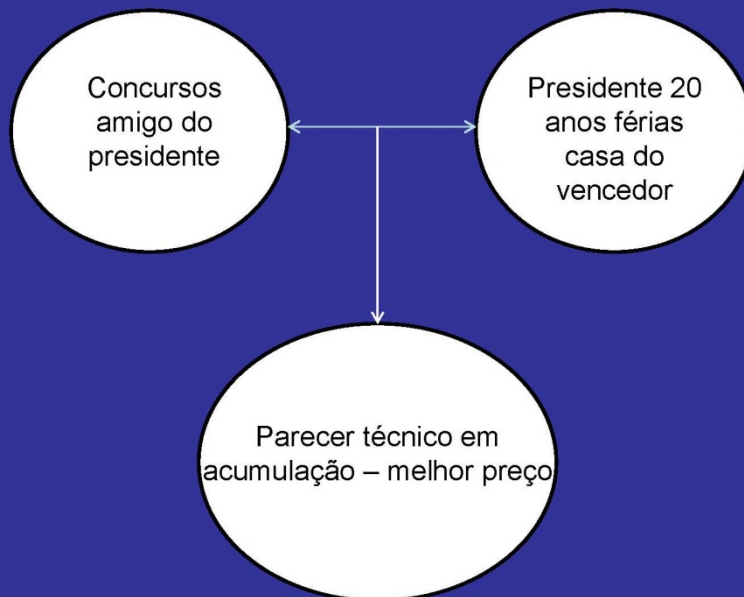 Concursos
amigo do
presidente
Presidente 20
anos férias
casa do
vencedor
Parecer técnico em
acumulação – melhor preço